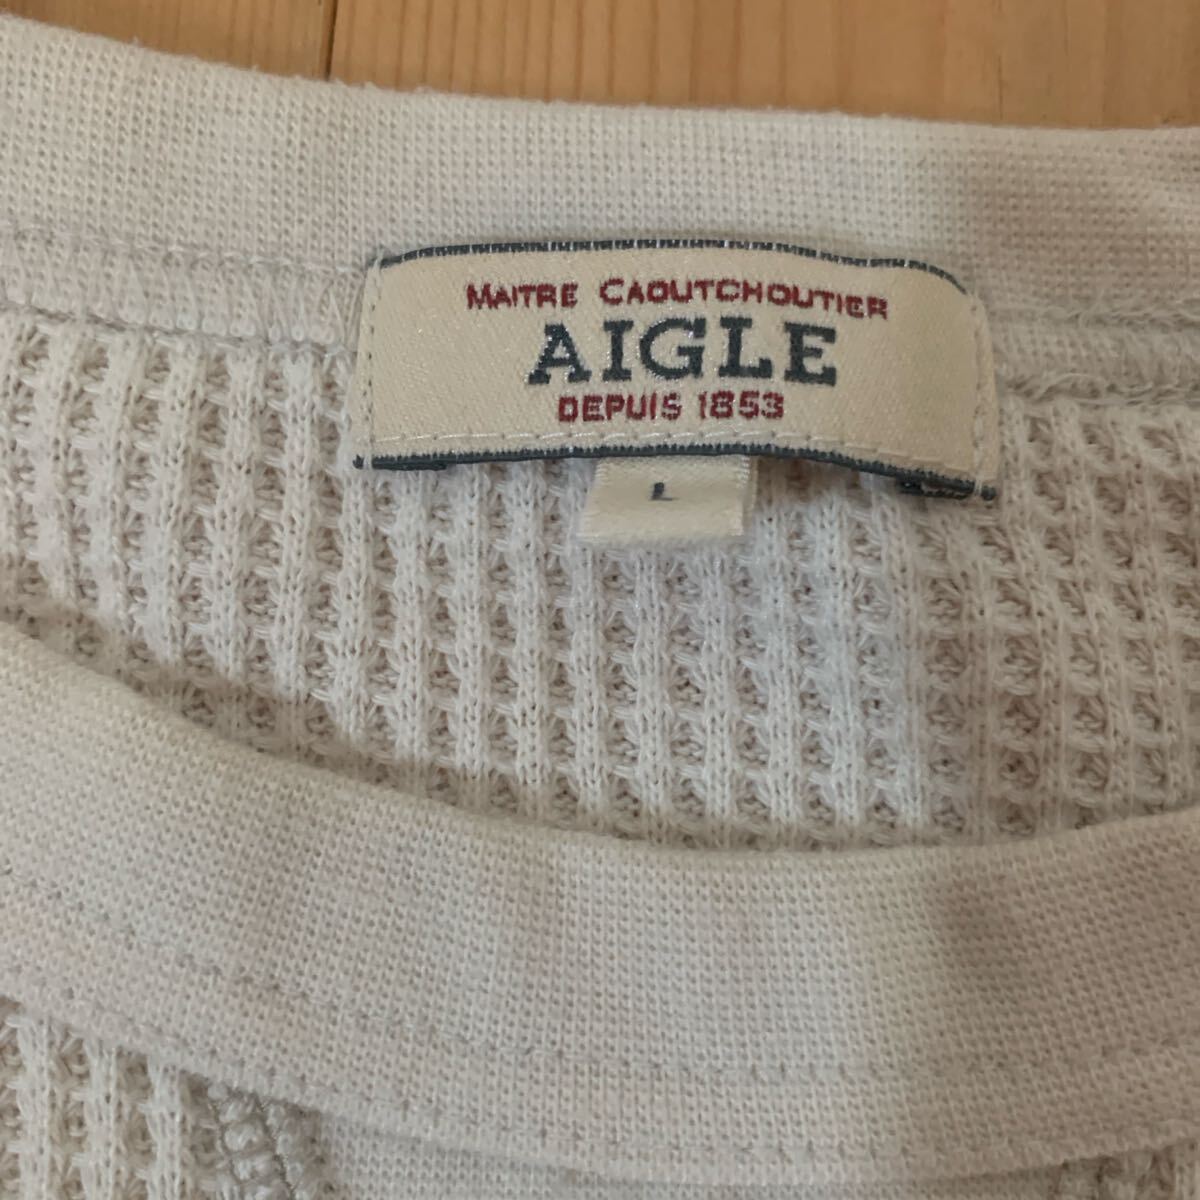 MAITRE CAOUTCHOUTIER
AIGLE
DEPUIS 1853
L